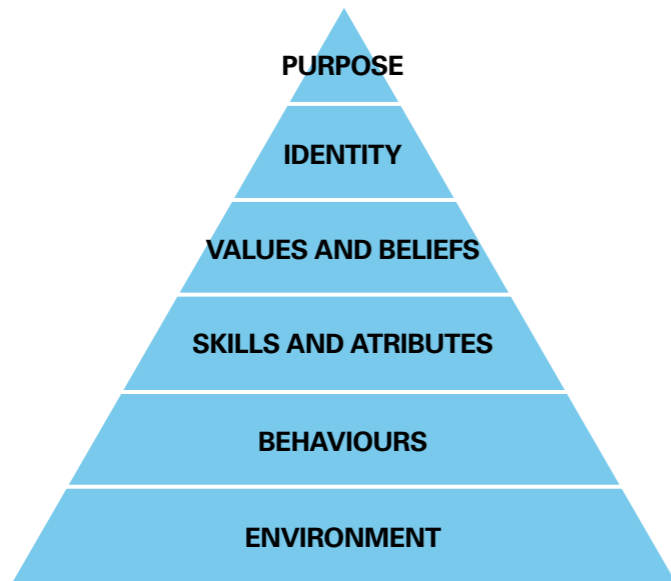 PURPOSE
IDENTITY
VALUES AND BELIEFS
SKILLS AND ATRIBUTES
BEHAVIOURS
ENVIRONMENT